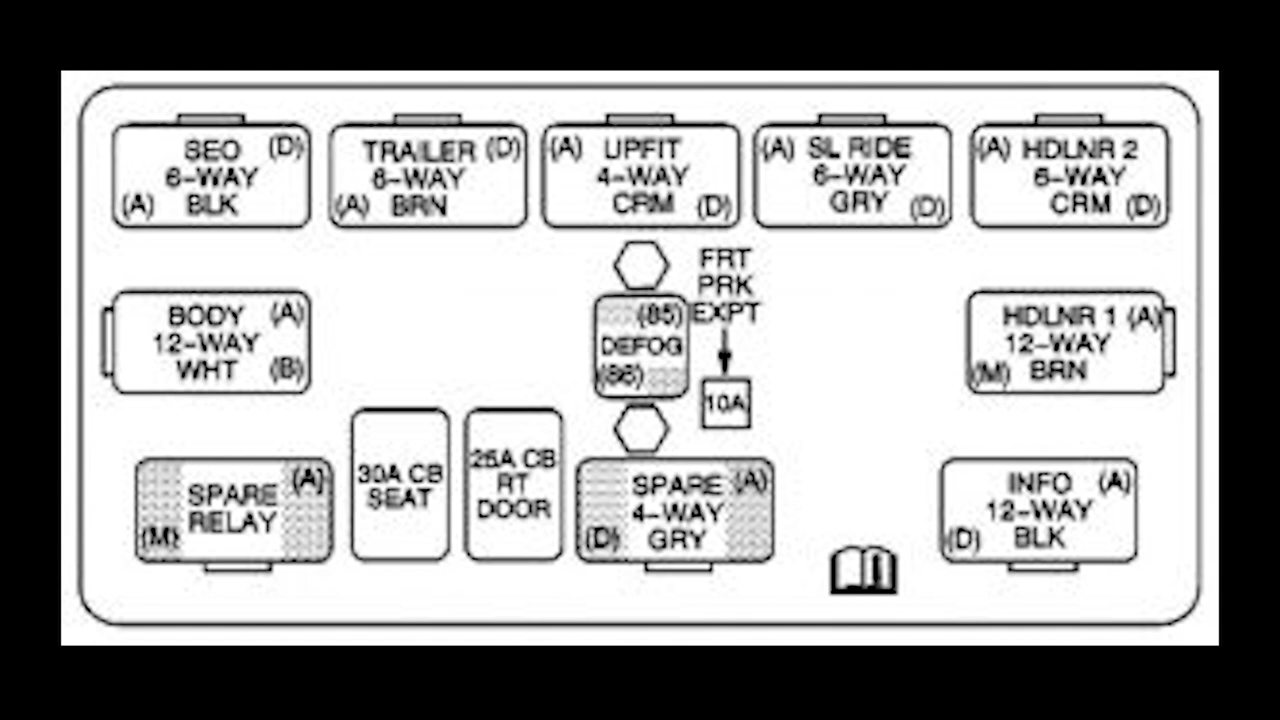 SEO (D)
6-WAY
(A) BLK
TRAILER (D)
6-WAY
(A) BRN
(A) UPFIT
4-WAY
CRM (D)
(A) SL RIDE
6-WAY
GRY (D)
(A) HDLNR 2
6-WAY
CRM (D)
BODY (A)
12-WAY
WHT (B)
(85)
DEFOG
(86)
FRT
PRK
EXPT
10A
HDLNR 1 (A)
12-WAY
(M) BRN
(A)
SPARE
RELAY
(M)
30A CB
SEAT
25A CB
RT
DOOR
SPARE (A)
4-WAY
(D) GRY
INFO (A)
12-WAY
(D) BLK